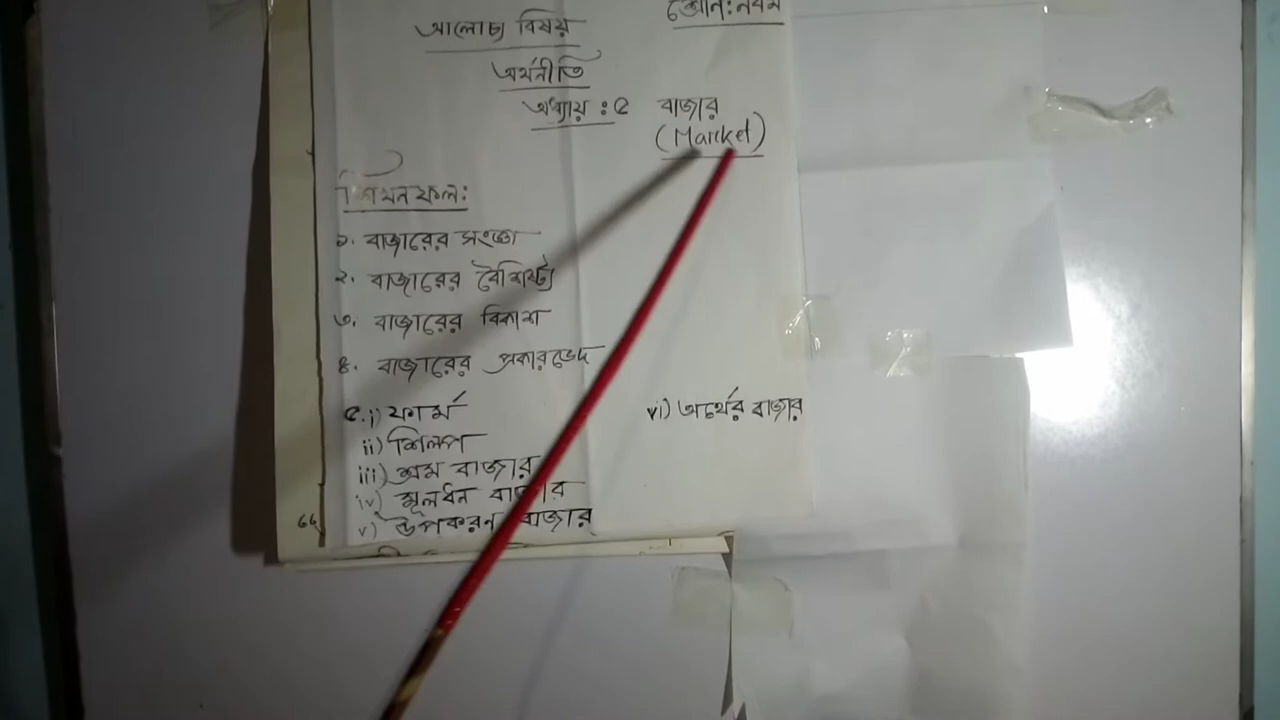 শ্রেনি:নবম
আলোচ্য বিষয়
অর্থনীতি
অধ্যায় : ৫ বাজার
(Marcket)
শিখনফল:
১. বাজারের সংজ্ঞা
২. বাজারের বৈশিষ্ট্য
৩. বাজারের বিকাশ
৪. বাজারের প্রকারভেদ
৫. i) ফার্ম
ii) শিল্প
iii) শ্রম বাজার
iv) মূলধন বাজার
v) উপকরণ বাজার
vi) অর্থের বাজার